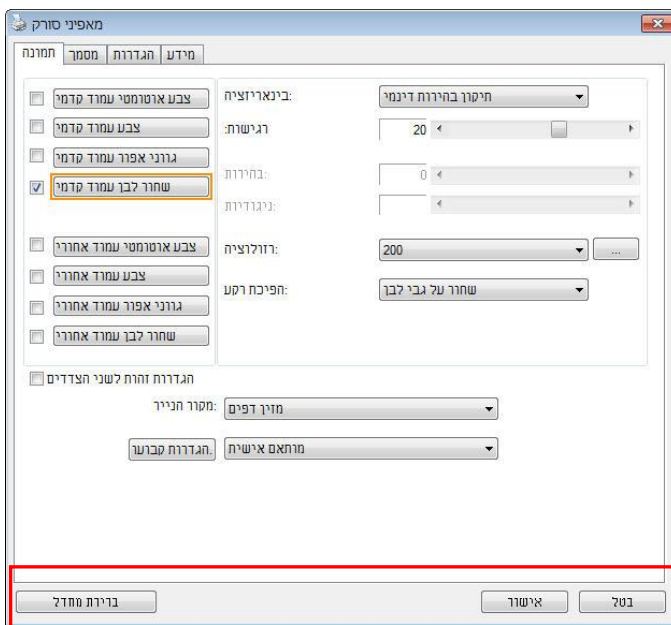 מאפיני סורק
תמונה
מסמך
הגדרות
מידע
צבע אוטומטי עמוד קדמי
צבע עמוד קדמי
גווני אפור עמוד קדמי
שחור לבן עמוד קדמי
צבע אוטומטי עמוד אחורי
צבע עמוד אחורי
גווני אפור עמוד אחורי
שחור לבן עמוד אחורי
בינאריזציה: תיקון בהירות דינמי
רגישות: 20
בהירות: 0
ניגודיות:
רזולוציה: 200 ...
הפיכת רקע: שחור על גבי לבן
הגדרות זהות לשני הצדדים
מקור הנייר: מזין דפים
הגדרות קבועו. מותאם אישית
ברירת מחדל
אישור
בטל